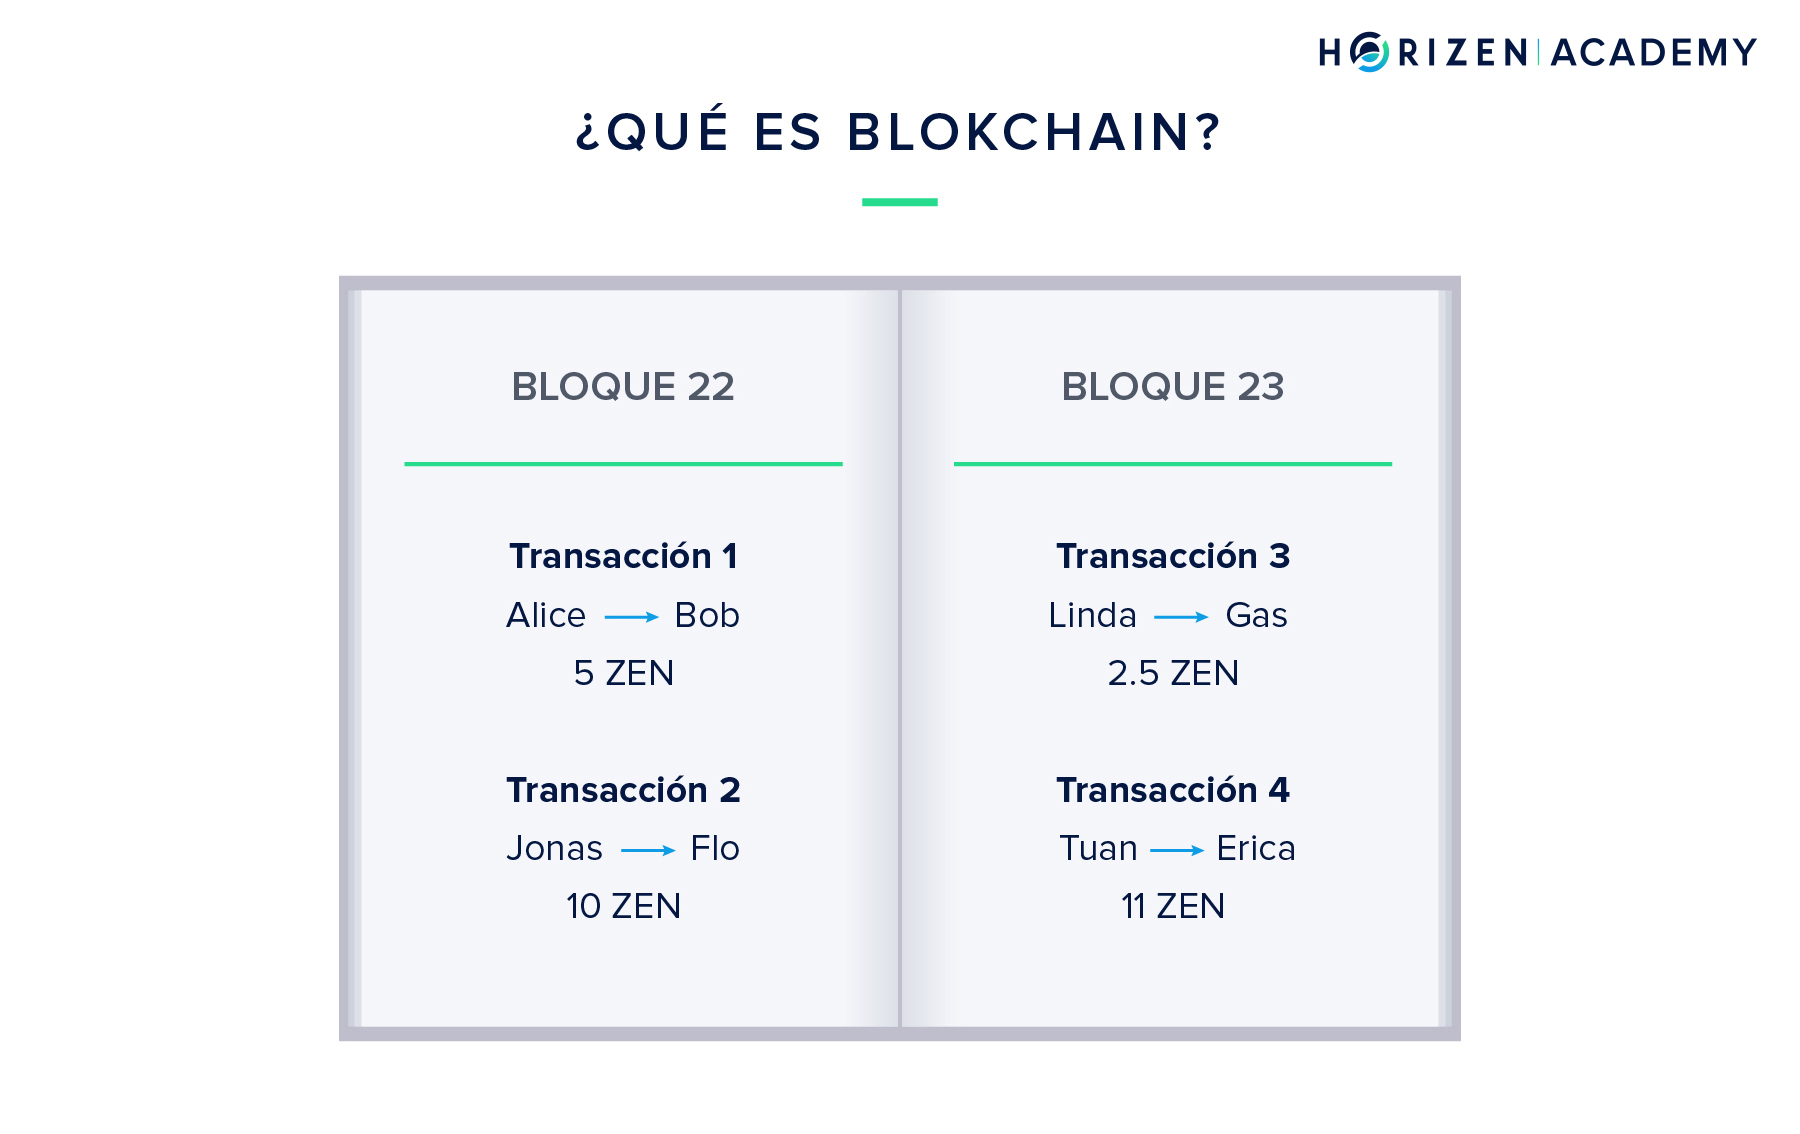 HORIZEN ACADEMY
¿QUÉ ES BLOKCHAIN?
BLOQUE 22
Transacción 1
Alice → Bob
5 ZEN
Transacción 2
Jonas → Flo
10 ZEN
BLOQUE 23
Transacción 3
Linda → Gas
2.5 ZEN
Transacción 4
Tuan → Erica
11 ZEN